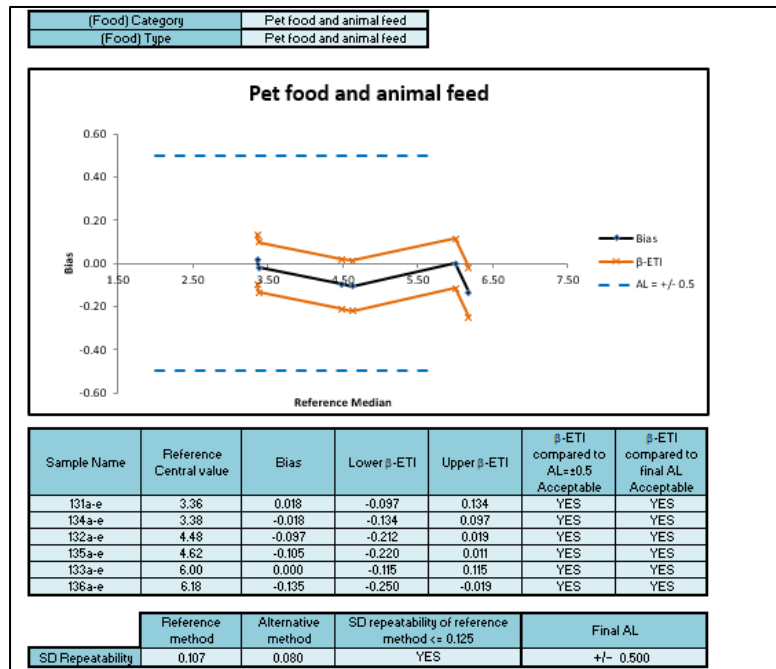 (Food) Category Pet food and animal feed
(Food) Type Pet food and animal feed
Pet food and animal feed
0.60
0.40
0.20
0.00
-0.20
-0.40
-0.60
1.50 2.50 3.50 4.50 5.50 6.50 7.50
Bias
Reference Median
Bias
β-ETI
AL = +/- 0.5
Sample Name Reference Central value Bias Lower β-ETI Upper β-ETI β-ETI compared to AL=±0.5 Acceptable β-ETI compared to final AL Acceptable
131a-e 3.36 0.018 -0.097 0.134 YES YES
134a-e 3.38 -0.018 -0.134 0.097 YES YES
132a-e 4.48 -0.097 -0.212 0.019 YES YES
135a-e 4.62 -0.105 -0.220 0.011 YES YES
133a-e 6.00 0.000 -0.115 0.115 YES YES
136a-e 6.18 -0.135 -0.250 -0.019 YES YES
Reference method Alternative method SD repeatability of reference method <= 0.125 Final AL
SD Repeatability 0.107 0.080 YES +/- 0.500